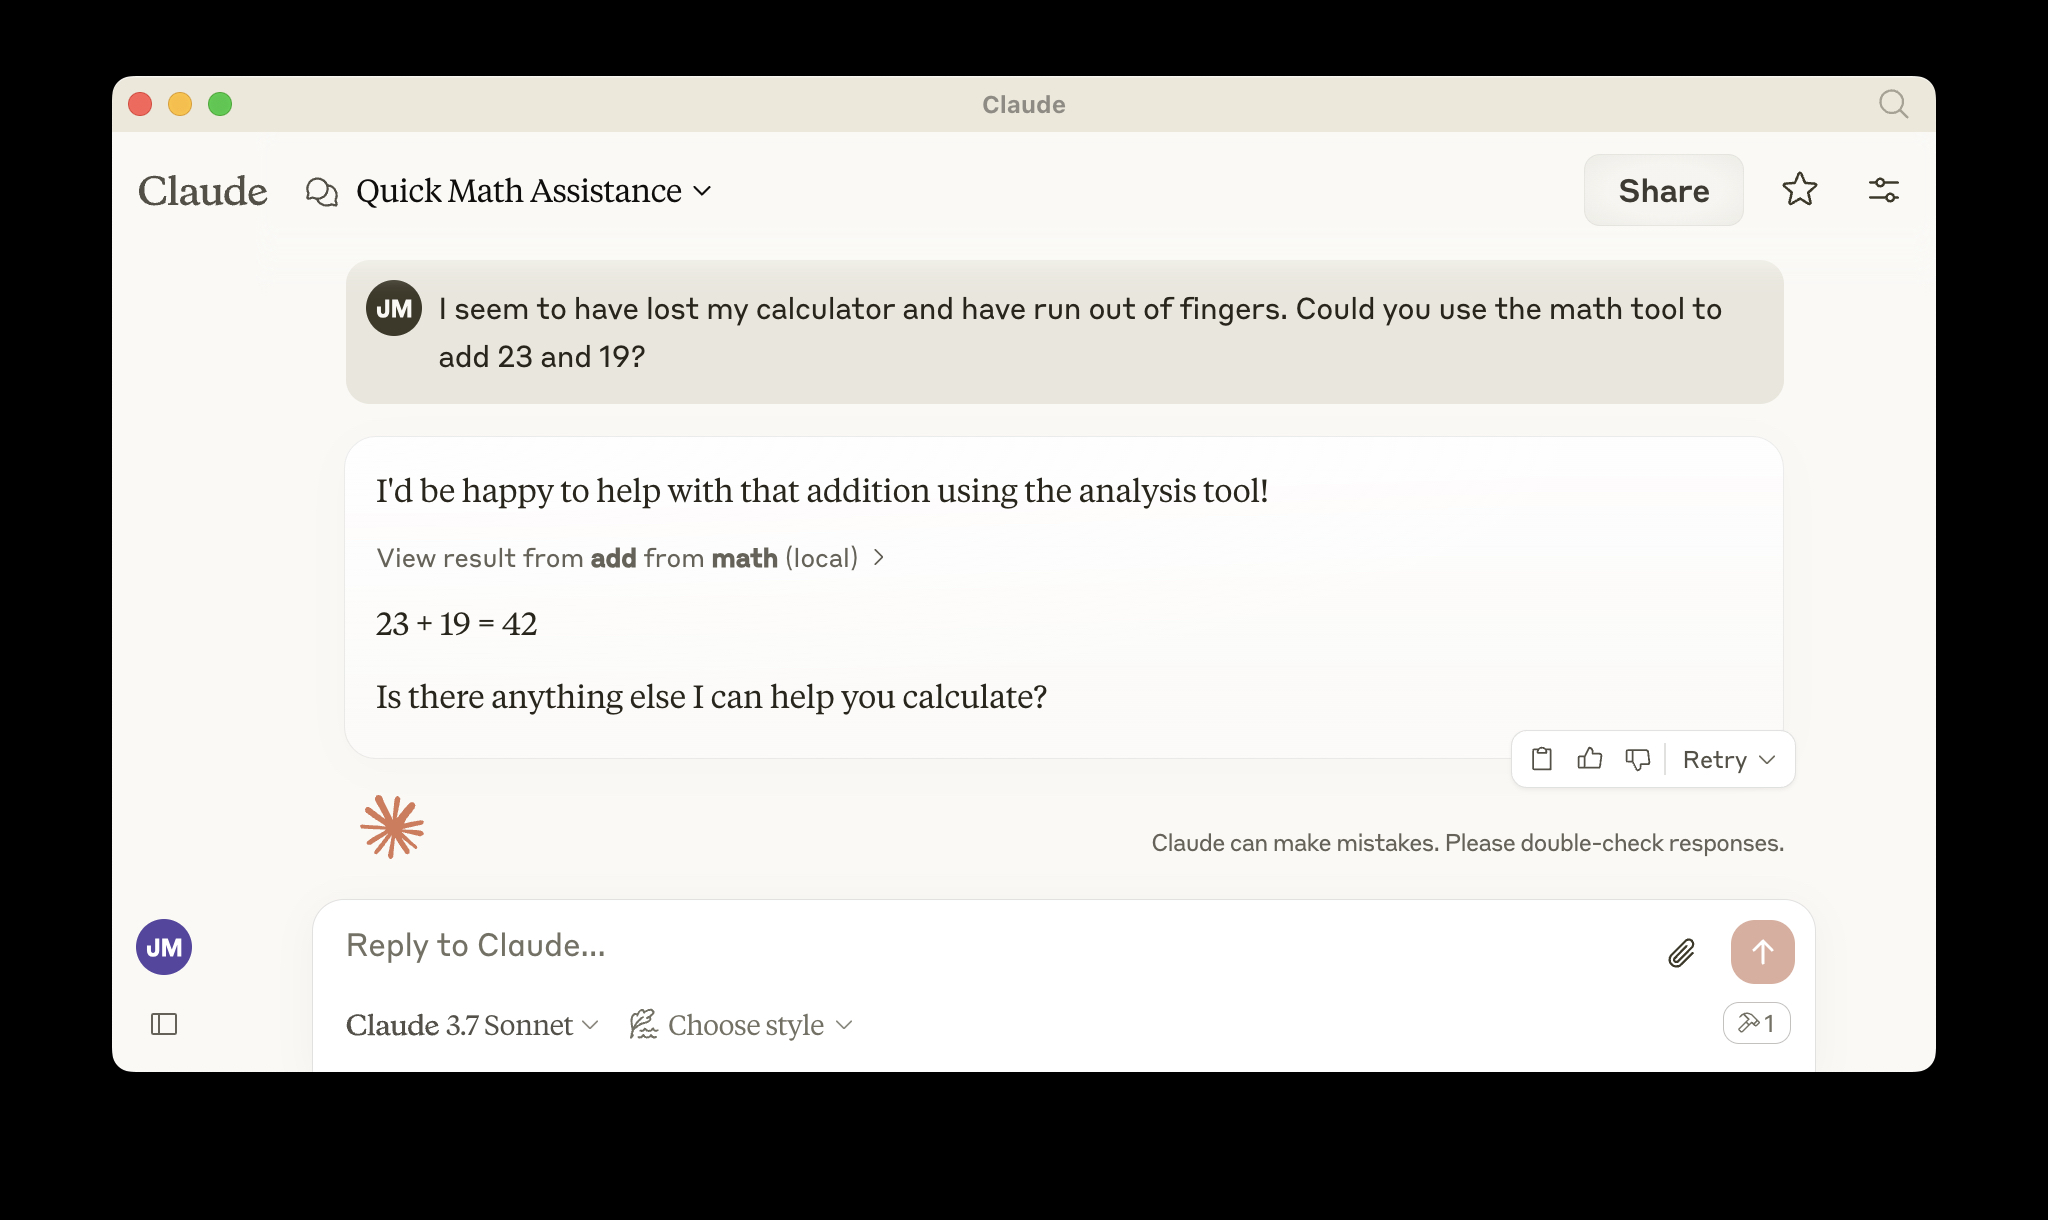 Claude
Claude
Quick Math Assistance
Share
JM
I seem to have lost my calculator and have run out of fingers. Could you use the math tool to
add 23 and 19?
I'd be happy to help with that addition using the analysis tool!
View result from add from math (local)
23 + 19 = 42
Is there anything else I can help you calculate?
Retry
Claude can make mistakes. Please double-check responses.
JM
Reply to Claude...
Claude 3.7 Sonnet
Choose style
1